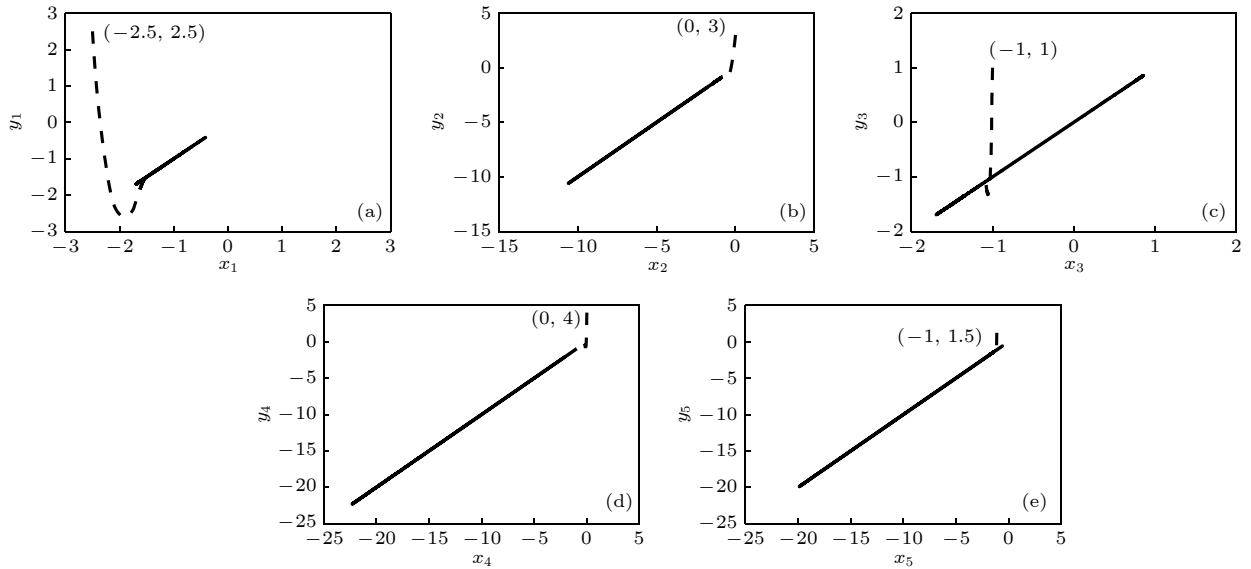 3
2
1
0
−1
−2
−3
−3 −2 −1 0 1 2 3
y1
x1
(−2.5, 2.5)
(a)
5
0
−5
−10
−15
−15 −10 −5 0 5
y2
x2
(0, 3)
(b)
2
1
0
−1
−2
−2 −1 0 1 2
y3
x3
(−1, 1)
(c)
5
0
−5
−10
−15
−20
−25
−25 −20 −15 −10 −5 0 5
y4
x4
(0, 4)
(d)
5
0
−5
−10
−15
−20
−25
−25 −20 −15 −10 −5 0 5
y5
x5
(−1, 1.5)
(e)